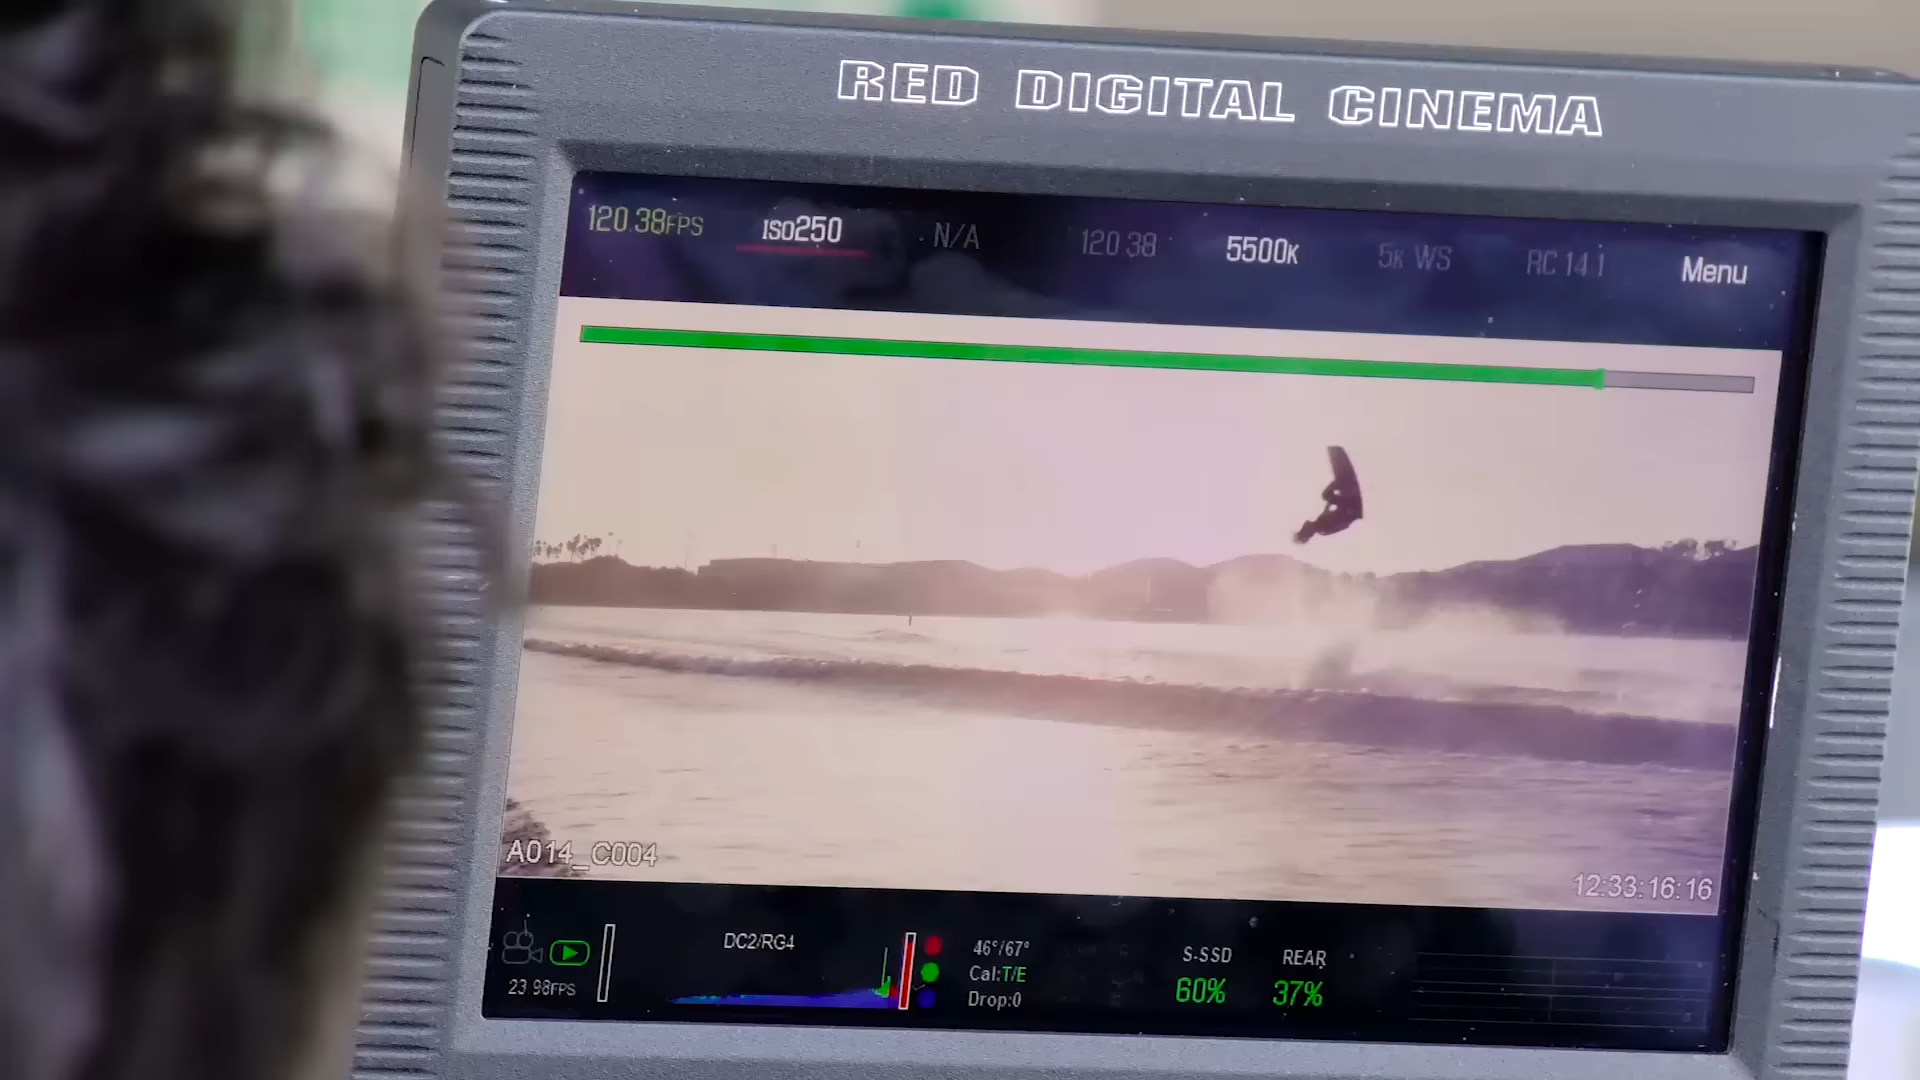 RED DIGITAL CINEMA
120.38FPS ISO250 N/A 120.38 5500K 5K WS RC 14:1 Menu
A014_C004
12:33:16:16
DC2/RG4
23.98FPS
46°/67°
Cal:T/E
Drop:0
S-SSD
60%
REAR
37%